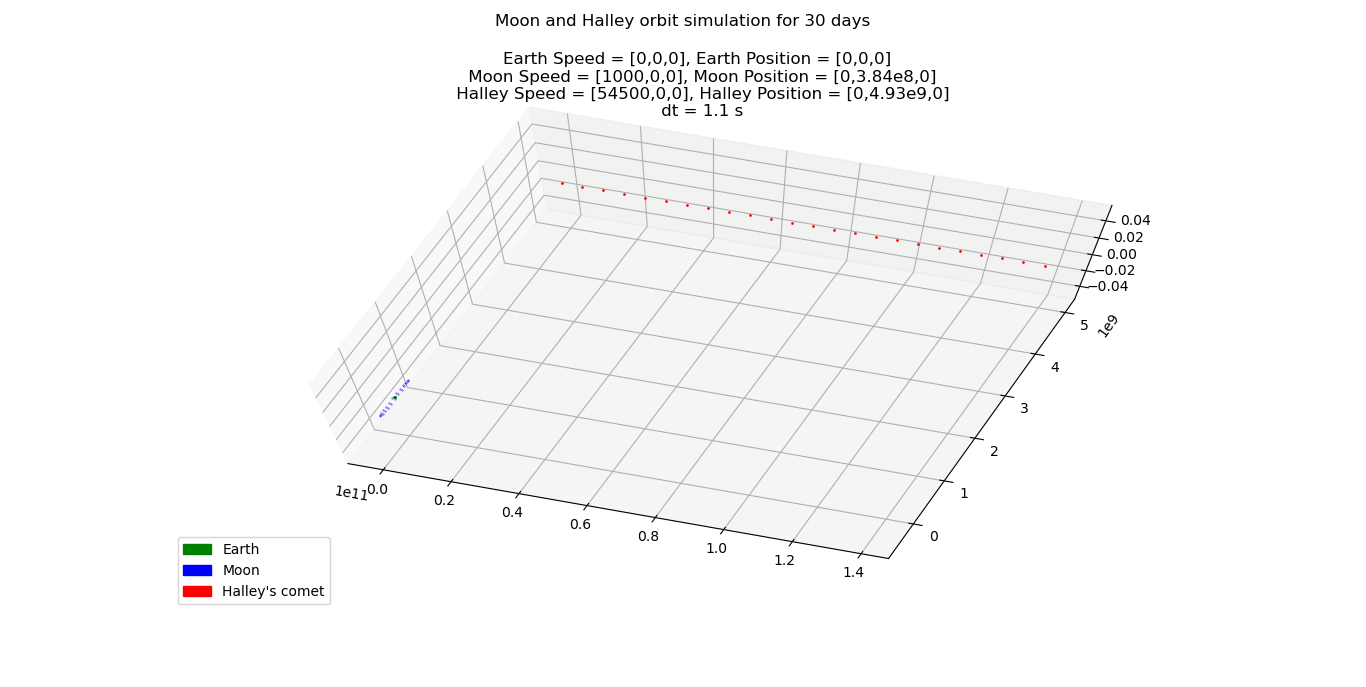 Moon and Halley orbit simulation for 30 days
Earth Speed = [0,0,0], Earth Position = [0,0,0]
Moon Speed = [1000,0,0], Moon Position = [0,3.84e8,0]
Halley Speed = [54500,0,0], Halley Position = [0,4.93e9,0]
dt = 1.1 s
0.04
0.02
0.00
−0.02
−0.04
1e9
5
4
3
2
1
0
1e11
0.0
0.2
0.4
0.6
0.8
1.0
1.2
1.4
Earth
Moon
Halley's comet